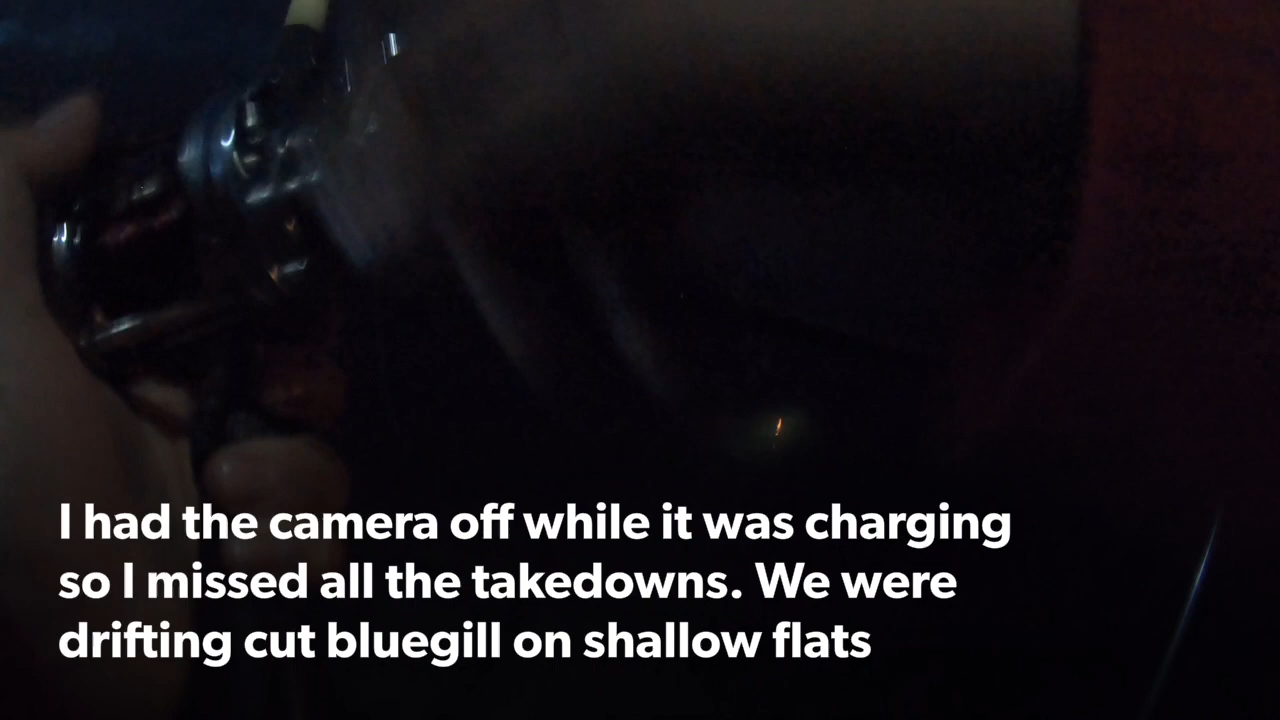 I had the camera off while it was charging
so I missed all the takedowns. We were
drifting cut bluegill on shallow flats